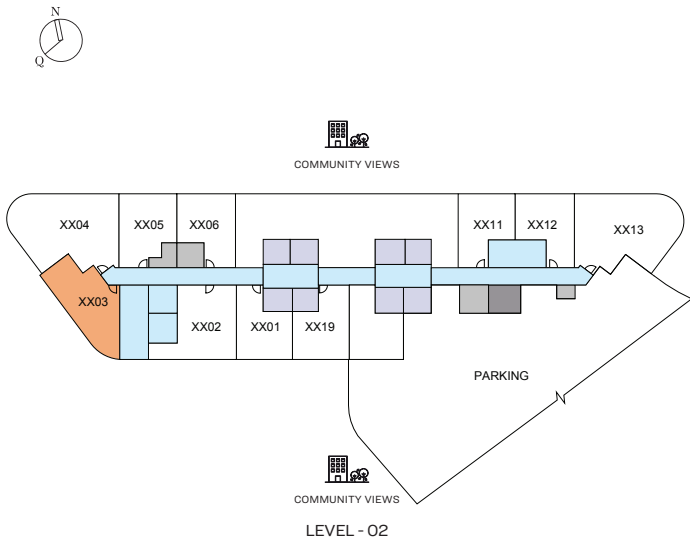 N
Q
COMMUNITY VIEWS
XX04
XX05
XX06
XX11
XX12
XX13
XX03
XX02
XX01
XX19
PARKING
COMMUNITY VIEWS
LEVEL - 02